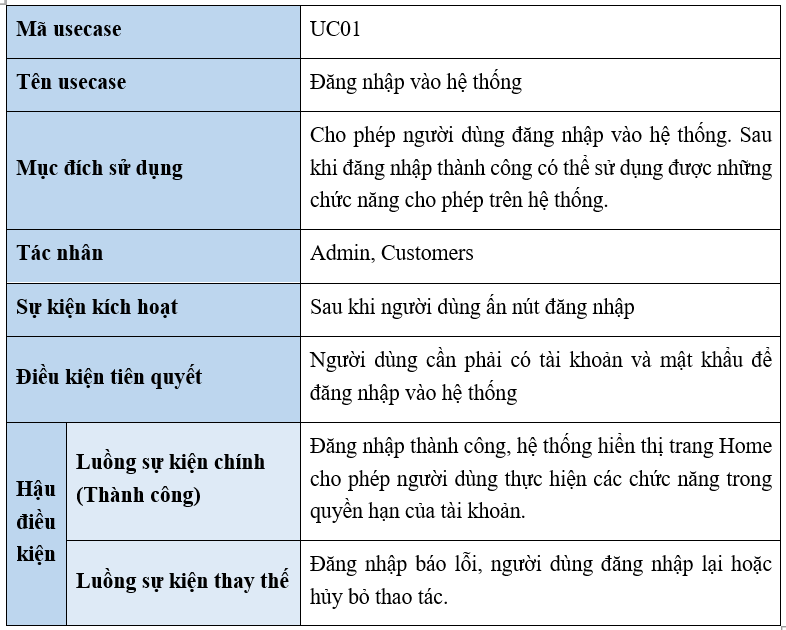 Mã usecase
UC01
Tên usecase
Đăng nhập vào hệ thống
Mục đích sử dụng
Cho phép người dùng đăng nhập vào hệ thống. Sau
khi đăng nhập thành công có thể sử dụng được những
chức năng cho phép trên hệ thống.
Tác nhân
Admin, Customers
Sự kiện kích hoạt
Sau khi người dùng ấn nút đăng nhập
Điều kiện tiên quyết
Người dùng cần phải có tài khoản và mật khẩu để
đăng nhập vào hệ thống
Hậu
điều
kiện
Luồng sự kiện chính
(Thành công)
Đăng nhập thành công, hệ thống hiển thị trang Home
cho phép người dùng thực hiện các chức năng trong
quyền hạn của tài khoản.
Luồng sự kiện thay thế
Đăng nhập báo lỗi, người dùng đăng nhập lại hoặc
hủy bỏ thao tác.